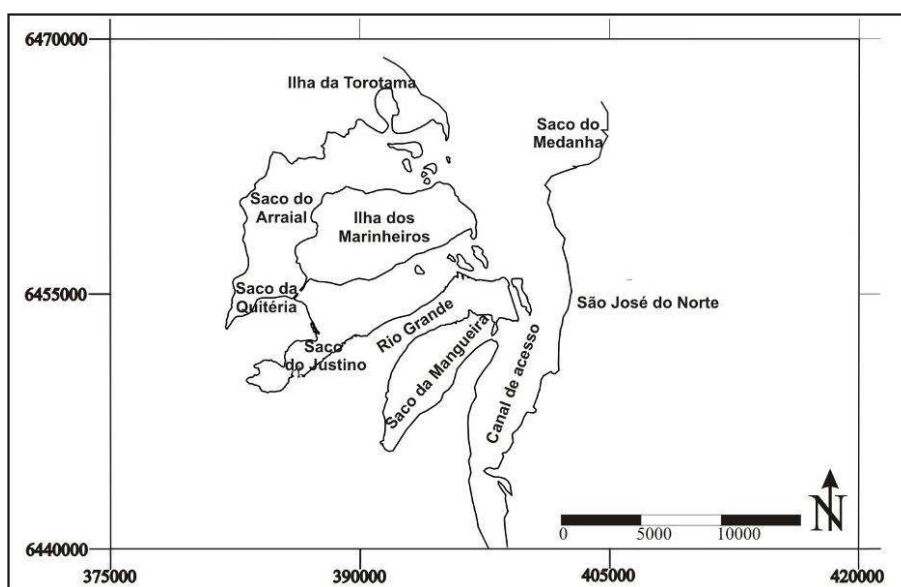 6470000
Ilha da Torotama
Saco do
Medanha
Saco do
Arraial
Ilha dos
Marinheiros
6455000
Saco da
Quitéria
São José do Norte
Rio Grande
Saco
do Justino
Saco da Mangueira
Canal de acesso
N
0 5000 10000
6440000
375000 390000 405000 420000